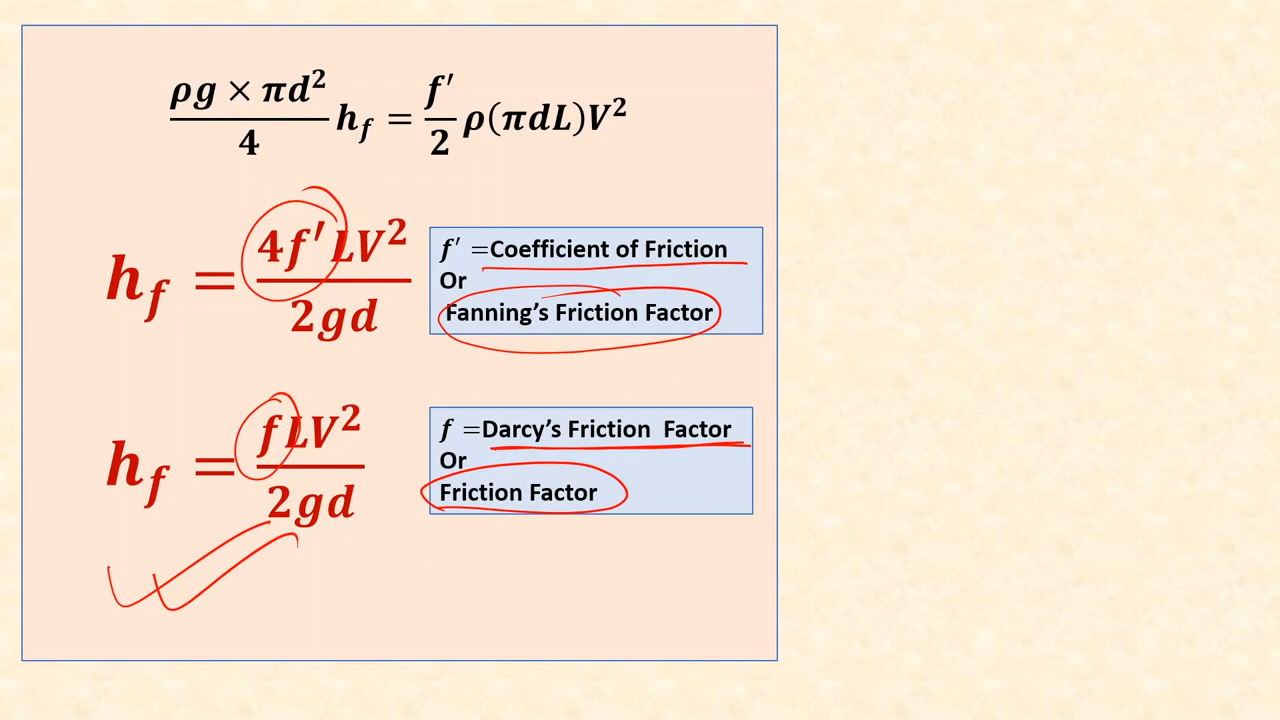 ρg × πd²/4 h_f = f′/2 ρ(πdL)V²
h_f = 4f′LV²/2gd
f′ =Coefficient of Friction
Or
Fanning's Friction Factor
h_f = fLV²/2gd
f =Darcy's Friction Factor
Or
Friction Factor